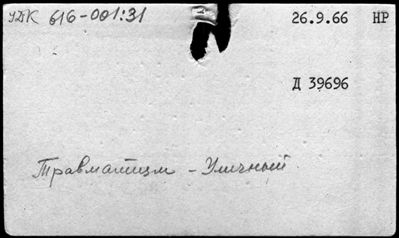 УДК 616-001:31 26.9.66 НР
Д 39696
Травматизм - Уличный